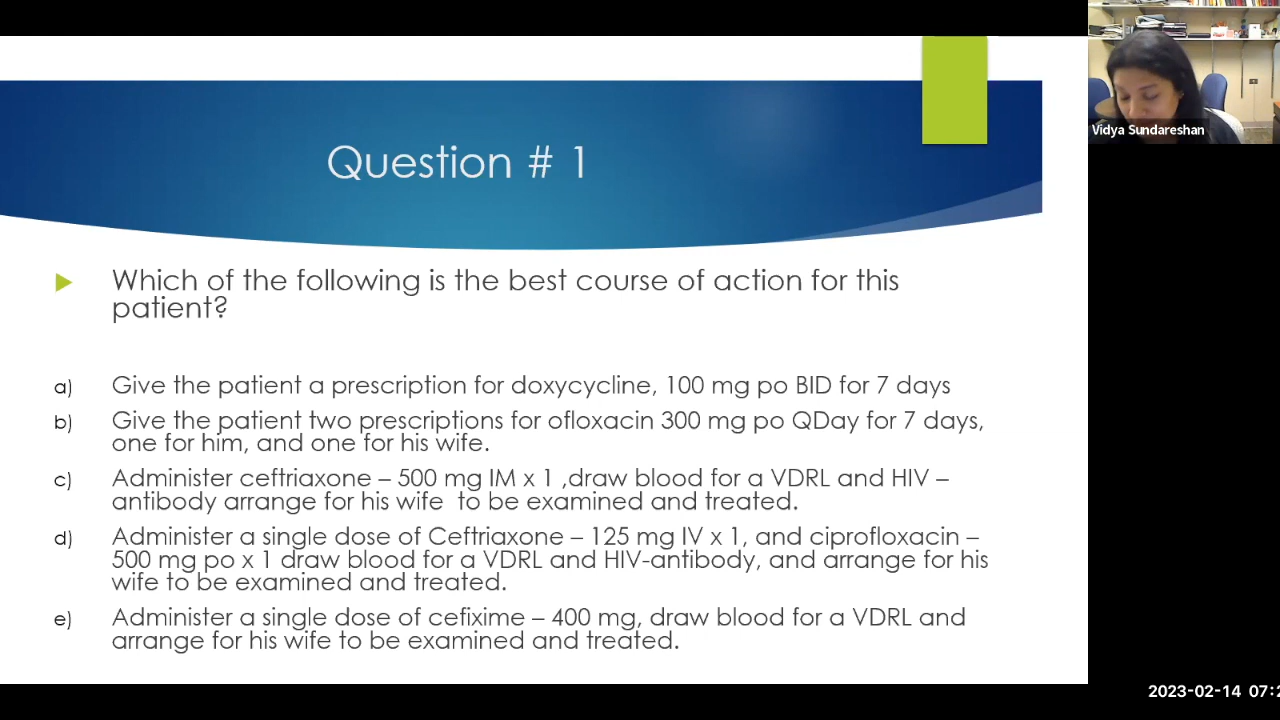 Question # 1
Vidya Sundareshan
Which of the following is the best course of action for this
patient?
a) Give the patient a prescription for doxycycline, 100 mg po BID for 7 days
b) Give the patient two prescriptions for ofloxacin 300 mg po QDay for 7 days,
one for him, and one for his wife.
c) Administer ceftriaxone – 500 mg IM x 1 ,draw blood for a VDRL and HIV –
antibody arrange for his wife to be examined and treated.
d) Administer a single dose of Ceftriaxone – 125 mg IV x 1, and ciprofloxacin –
500 mg po x 1 draw blood for a VDRL and HIV-antibody, and arrange for his
wife to be examined and treated.
e) Administer a single dose of cefixime – 400 mg, draw blood for a VDRL and
arrange for his wife to be examined and treated.
2023-02-14 07:2